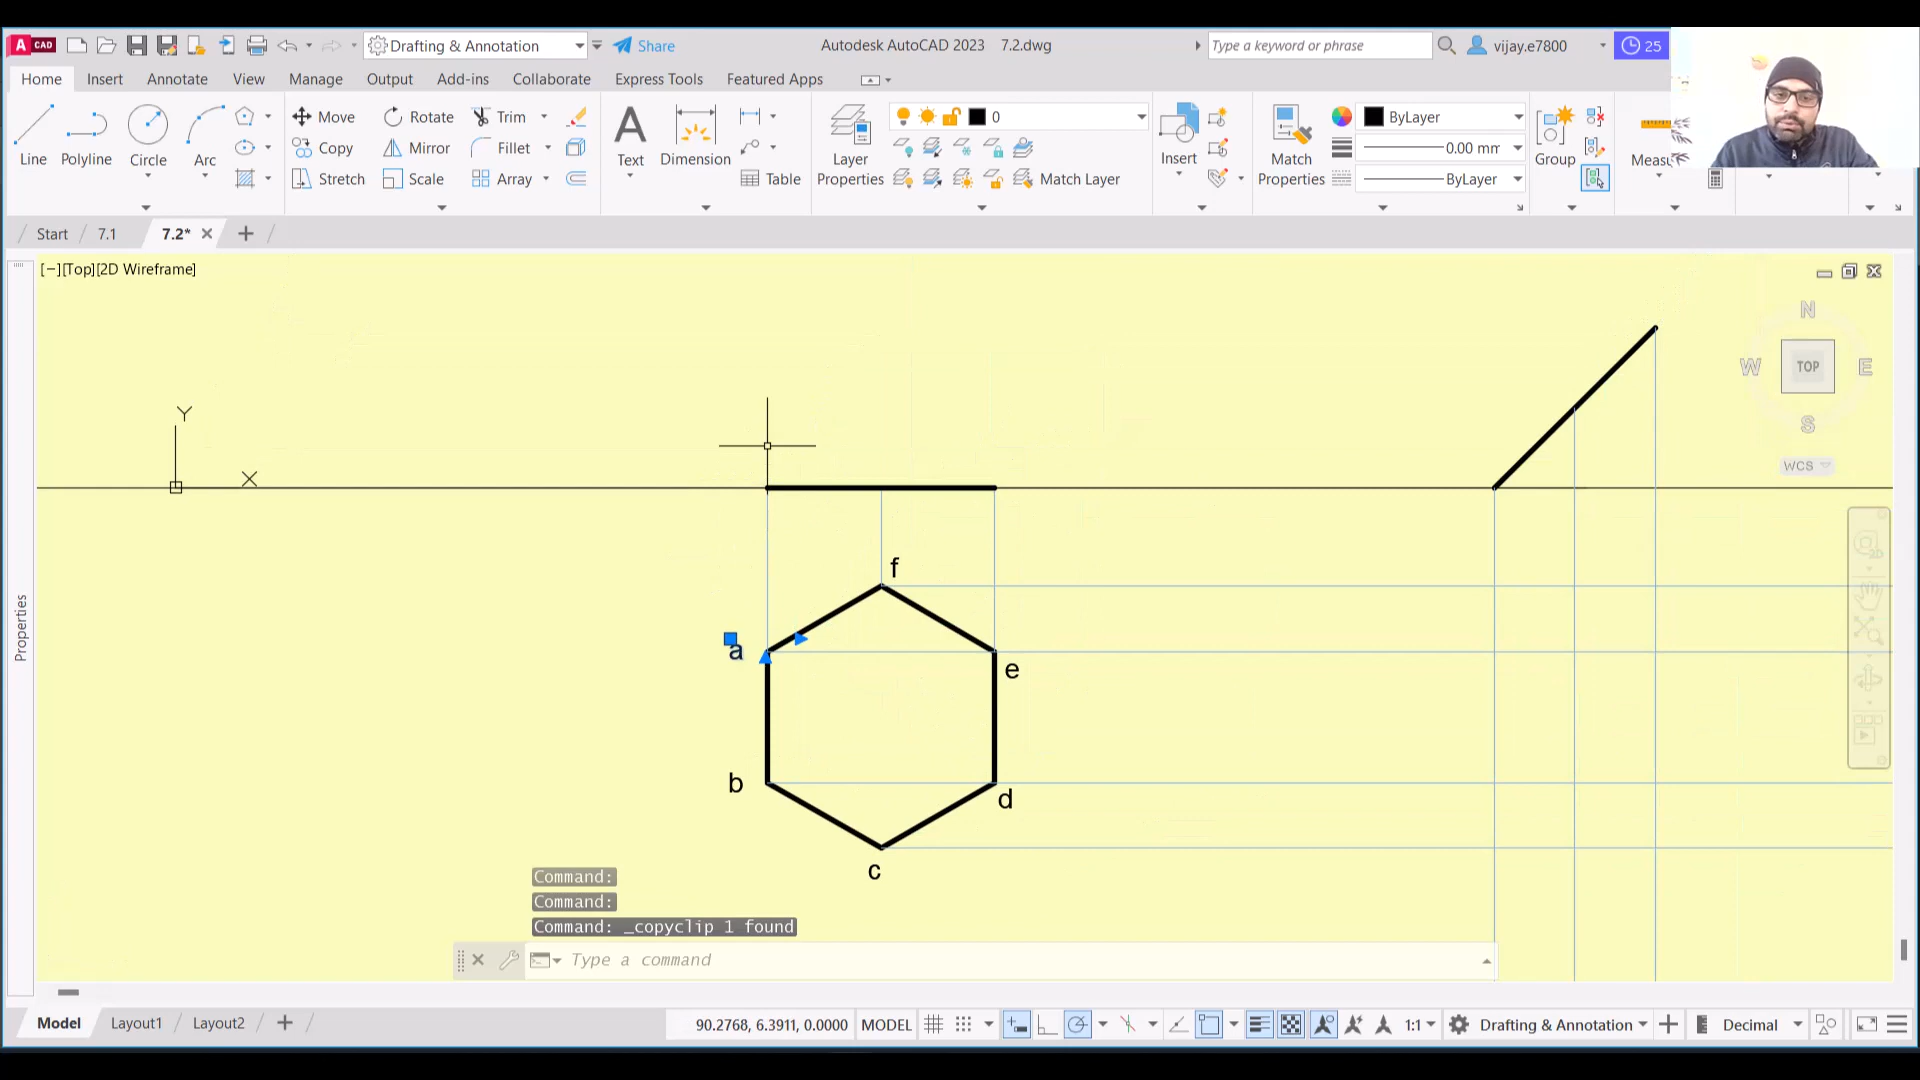 A CAD
Drafting & Annotation
Share
Autodesk AutoCAD 2023 7.2.dwg
Type a keyword or phrase
vijay.e7800
25
Home Insert Annotate View Manage Output Add-ins Collaborate Express Tools Featured Apps
Line
Polyline
Circle
Arc
Move
Rotate
Trim
Copy
Mirror
Fillet
Stretch
Scale
Array
Text
Dimension
Table
Layer
Properties
0
Match Layer
Insert
Match
Properties
ByLayer
0.00 mm
ByLayer
Group
Start
7.1
7.2*
[−][Top][2D Wireframe]
N
W
TOP
E
S
WCS
Y
X
Properties
2D
f
a
e
b
d
c
Command:
Command:
Command: _copyclip 1 found
Type a command
Model
Layout1
Layout2
90.2768, 6.3911, 0.0000
MODEL
1:1
Drafting & Annotation
Decimal